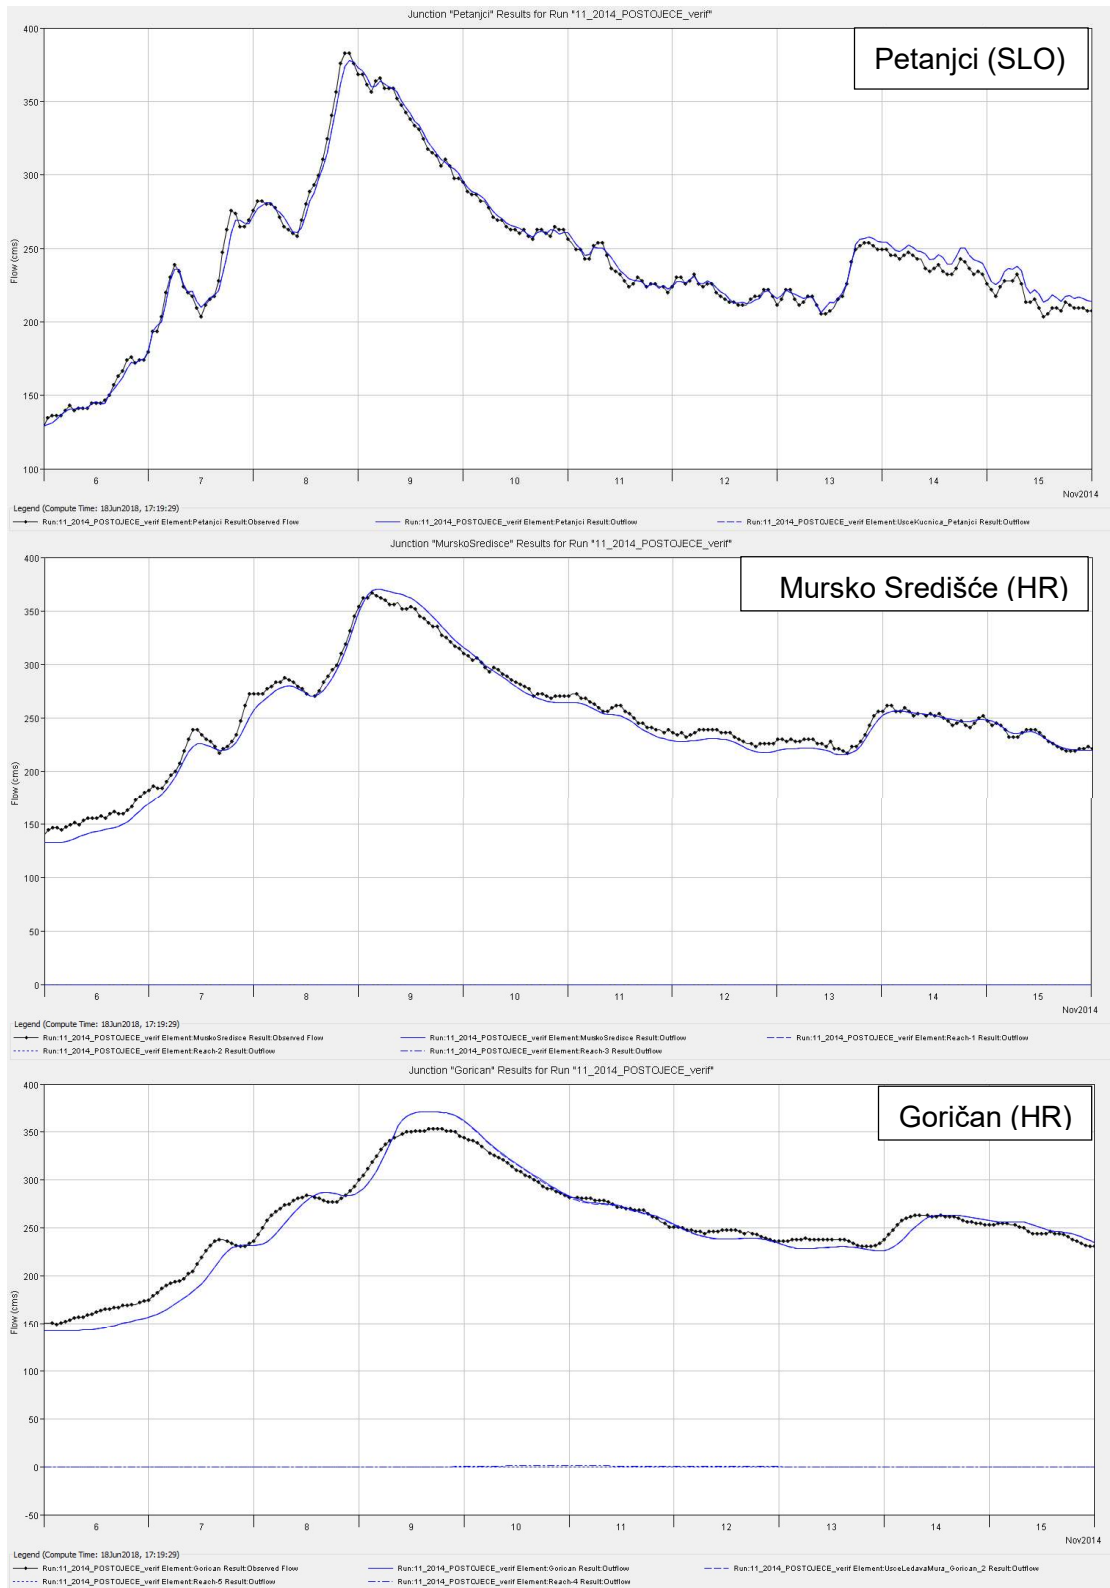 Junction "Petanjci" Results for Run "11_2014_POSTOJECE_verif"
Petanjci (SLO)
400
350
300
250
200
150
100
Flow (cms)
6 7 8 9 10 11 12 13 14 15
Nov2014
Legend (Compute Time: 18Jun2018, 17:19:29)
Run:11_2014_POSTOJECE_verif Element:Petanjci Result:Observed Flow Run:11_2014_POSTOJECE_verif Element:Petanjci Result:Outflow Run:11_2014_POSTOJECE_verif Element:UsceKucnica_Petanjci Result:Outflow
Junction "MurskoSredisce" Results for Run "11_2014_POSTOJECE_verif"
Mursko Središće (HR)
400
350
300
250
200
150
100
50
0
Flow (cms)
6 7 8 9 10 11 12 13 14 15
Nov2014
Legend (Compute Time: 18Jun2018, 17:19:29)
Run:11_2014_POSTOJECE_verif Element:MurskoSredisce Result:Observed Flow Run:11_2014_POSTOJECE_verif Element:MurskoSredisce Result:Outflow Run:11_2014_POSTOJECE_verif Element:Reach-1 Result:Outflow
Run:11_2014_POSTOJECE_verif Element:Reach-2 Result:Outflow Run:11_2014_POSTOJECE_verif Element:Reach-3 Result:Outflow
Junction "Gorican" Results for Run "11_2014_POSTOJECE_verif"
Goričan (HR)
400
350
300
250
200
150
100
50
0
-50
Flow (cms)
6 7 8 9 10 11 12 13 14 15
Nov2014
Legend (Compute Time: 18Jun2018, 17:19:29)
Run:11_2014_POSTOJECE_verif Element:Gorican Result:Observed Flow Run:11_2014_POSTOJECE_verif Element:Gorican Result:Outflow Run:11_2014_POSTOJECE_verif Element:UsceLedavaMura_Gorican_2 Result:Outflow
Run:11_2014_POSTOJECE_verif Element:Reach-5 Result:Outflow Run:11_2014_POSTOJECE_verif Element:Reach-4 Result:Outflow